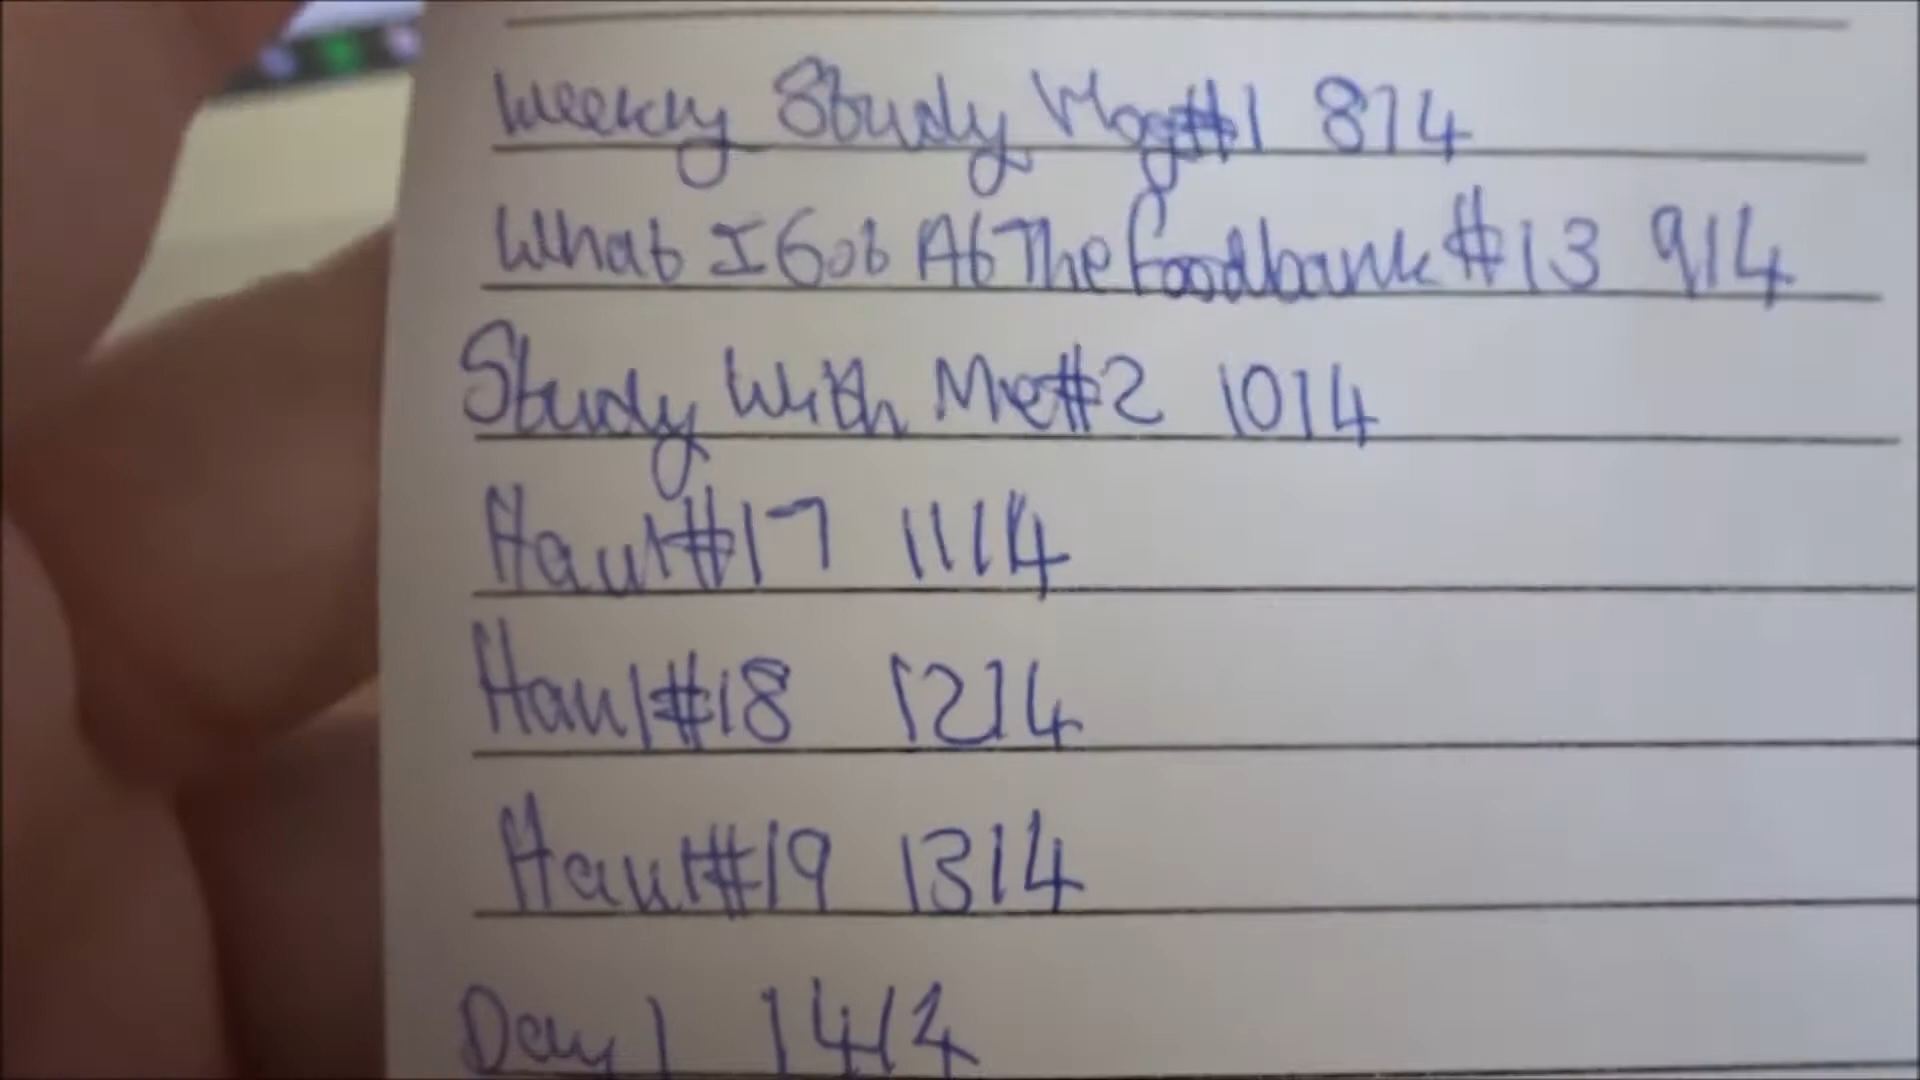 Weekly Study Vlog#1 8/4
What I Got At The Foodbank #13 9/4
Study With Me#2 10/4
Haul#17 11/4
Haul#18 12/4
Haul#19 13/4
Day 1 14/4